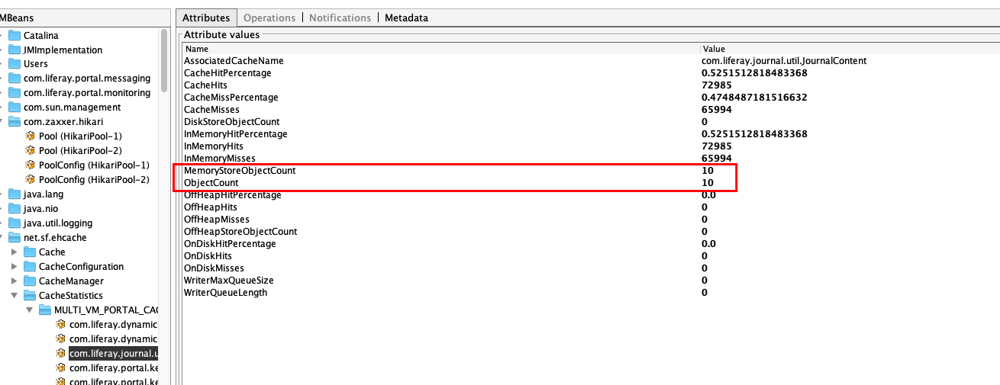 MBeans
Catalina
JMImplementation
Users
com.liferay.portal.messaging
com.liferay.portal.monitoring
com.sun.management
com.zaxxer.hikari
Pool (HikariPool-1)
Pool (HikariPool-2)
PoolConfig (HikariPool-1)
PoolConfig (HikariPool-2)
java.lang
java.nio
java.util.logging
net.sf.ehcache
Cache
CacheConfiguration
CacheManager
CacheStatistics
MULTI_VM_PORTAL_CAC
com.liferay.dynamic
com.liferay.dynamic
com.liferay.journal.u
com.liferay.portal.ke
com.liferay.portal.ke
Attributes Operations Notifications Metadata
Attribute values
Name Value
AssociatedCacheName com.liferay.journal.util.JournalContent
CacheHitPercentage 0.5251512818483368
CacheHits 72985
CacheMissPercentage 0.4748487181516632
CacheMisses 65994
DiskStoreObjectCount 0
InMemoryHitPercentage 0.5251512818483368
InMemoryHits 72985
InMemoryMisses 65994
MemoryStoreObjectCount 10
ObjectCount 10
OffHeapHitPercentage 0.0
OffHeapHits 0
OffHeapMisses 0
OffHeapStoreObjectCount 0
OnDiskHitPercentage 0.0
OnDiskHits 0
OnDiskMisses 0
WriterMaxQueueSize 0
WriterQueueLength 0